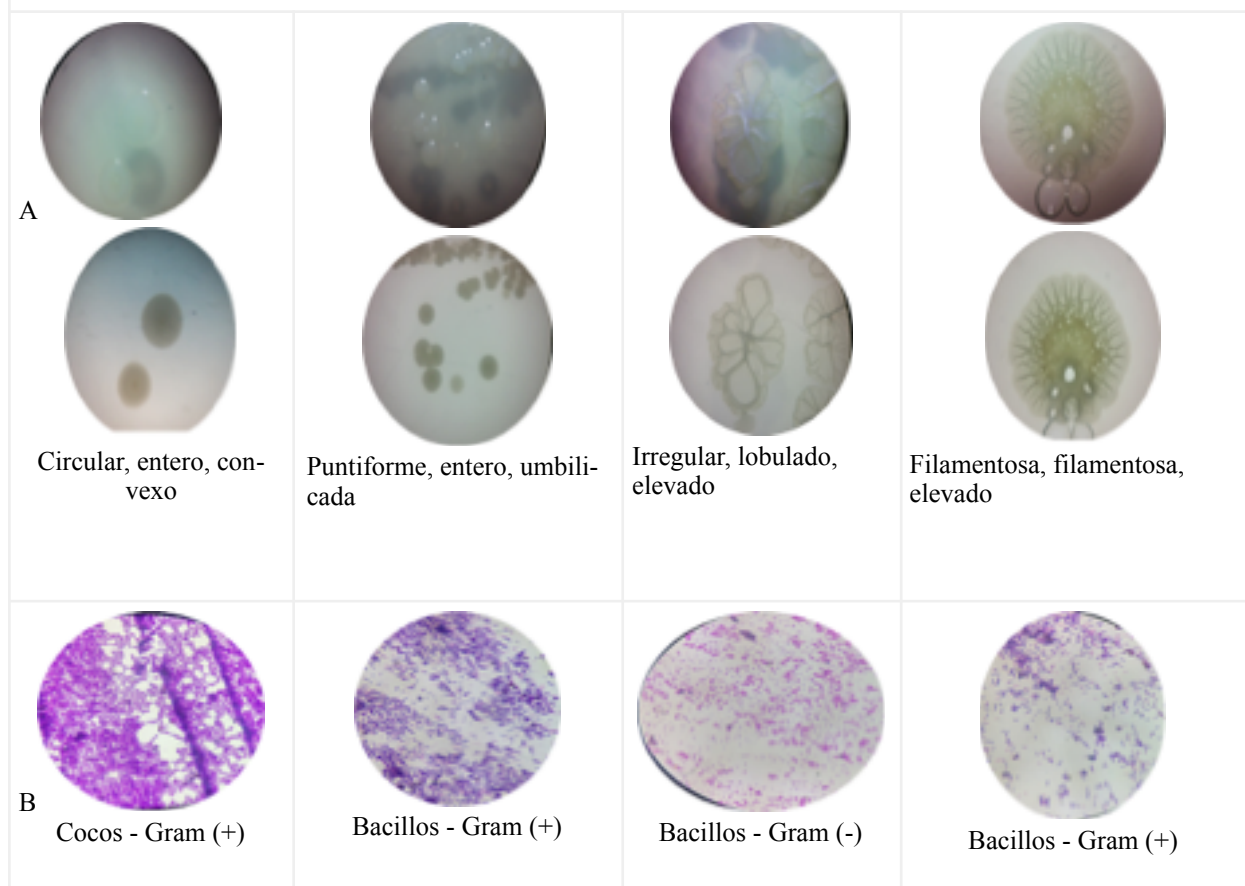 A
Circular, entero, con-
vexo
Puntiforme, entero, umbili-
cada
Irregular, lobulado,
elevado
Filamentosa, filamentosa,
elevado
B
Cocos - Gram (+)
Bacillos - Gram (+)
Bacillos - Gram (-)
Bacillos - Gram (+)